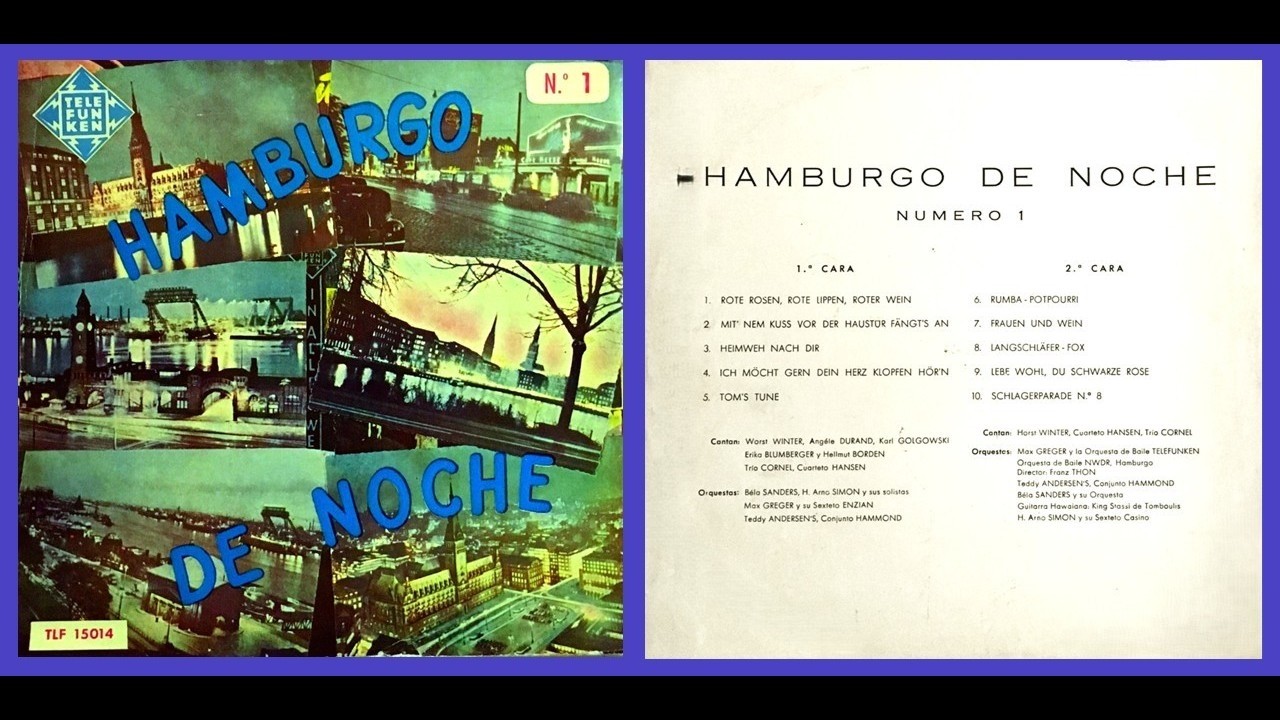 TELE
FUN
KEN
N.º 1
HAMBURGO
DE NOCHE
TLF 15014
HAMBURGO DE NOCHE
NUMERO 1
1.ª CARA
1. ROTE ROSEN, ROTE LIPPEN, ROTER WEIN
2. MIT' NEM KUSS VOR DER HAUSTÜR FÄNGT'S AN
3. HEIMWEH NACH DIR
4. ICH MÖCHT GERN DEIN HERZ KLOPFEN HÖR'N
5. TOM'S TUNE
Cantan: Worst WINTER, Angéle DURAND, Karl GOLGOWSKI
Erika BLUMBERGER y Hellmut BORDEN
Trio CORNEL, Cuarteto HANSEN
Orquestas: Béla SANDERS, H. Arno SIMON y sus solistas
Max GREGER y su Sexteto ENZIAN
Teddy ANDERSEN'S, Conjunto HAMMOND
2.ª CARA
6. RUMBA - POTPOURRI
7. FRAUEN UND WEIN
8. LANGSCHLÄFER - FOX
9. LEBE WOHL, DU SCHWARZE ROSE
10. SCHLAGERPARADE N.º 8
Cantan: Horst WINTER, Cuarteto HANSEN, Trio CORNEL
Orquestas: Max GREGER y la Orquesta de Baile TELEFUNKEN
Orquesta de Baile NWDR, Hamburgo
Director: Franz THON
Teddy ANDERSEN'S, Conjunto HAMMOND
Béla SANDERS y su Orquesta
Guitarra Hawaiana: King Stassi de Tomboulis
H. Arno SIMON y su Sexteto Casino